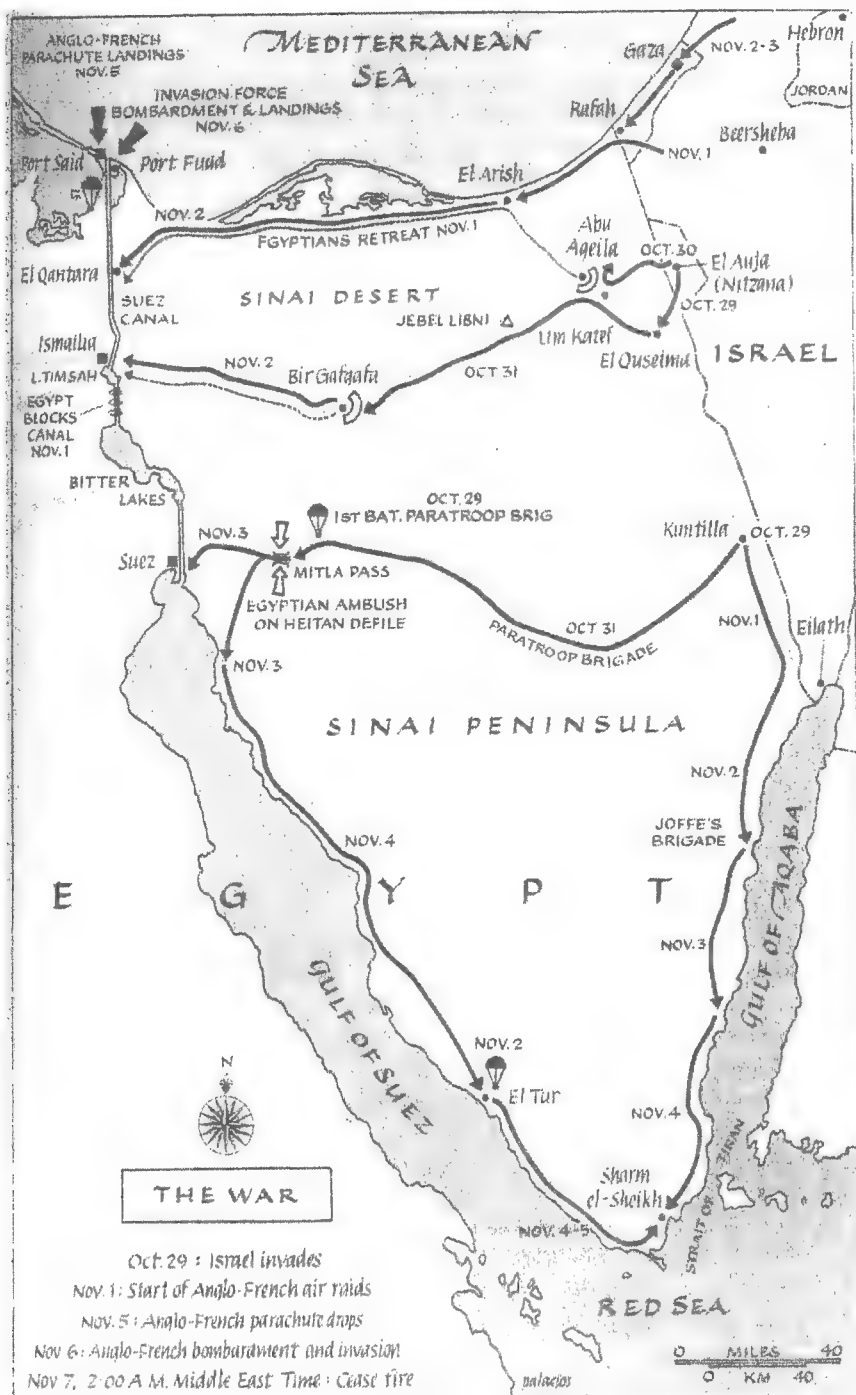 ANGLO-FRENCH
PARACHUTE LANDINGS
NOV. 5
MEDITERRANEAN
SEA
INVASION FORCE
BOMBARDMENT & LANDINGS
NOV. 6
Gaza
NOV. 2-3
Hebron
JORDAN
Rafah
Beersheba
NOV. 1
Port Said
Port Fuad
El Arish
NOV. 2
EGYPTIANS RETREAT NOV. 1
Abu
Ageila
OCT. 30
El Auja
(Nitzana)
OCT. 29
El Qantara
SUEZ
CANAL
SINAI DESERT
JEBEL LIBNI
Um Katef
El Quseima
ISRAEL
Ismailia
L. TIMSAH
NOV. 2
Bir Gafgafa
OCT 31
EGYPT
BLOCKS
CANAL
NOV. 1
BITTER
LAKES
OCT. 29
1ST BAT. PARATROOP BRIG
NOV. 3
Suez
MITLA PASS
EGYPTIAN AMBUSH
ON HEITAN DEFILE
Kuntilla
OCT. 29
OCT 31
PARATROOP BRIGADE
NOV. 1
Eilath
NOV. 3
SINAI PENINSULA
NOV. 2
JOFFE'S
BRIGADE
NOV. 4
EGYPT
GULF OF AQABA
NOV. 3
GULF OF SUEZ
NOV. 2
El Tur
NOV. 4
N
Sharm
el-Sheikh
STRAIT OF TIRAN
NOV. 4-5
RED SEA
THE WAR
Oct. 29 : Israel invades
Nov. 1 : Start of Anglo-French air raids
Nov. 5 : Anglo-French parachute drops
Nov 6 : Anglo-French bombardment and invasion
Nov 7, 2:00 A.M. Middle East Time : Cease fire
palacios
0 MILES 40
0 KM 40